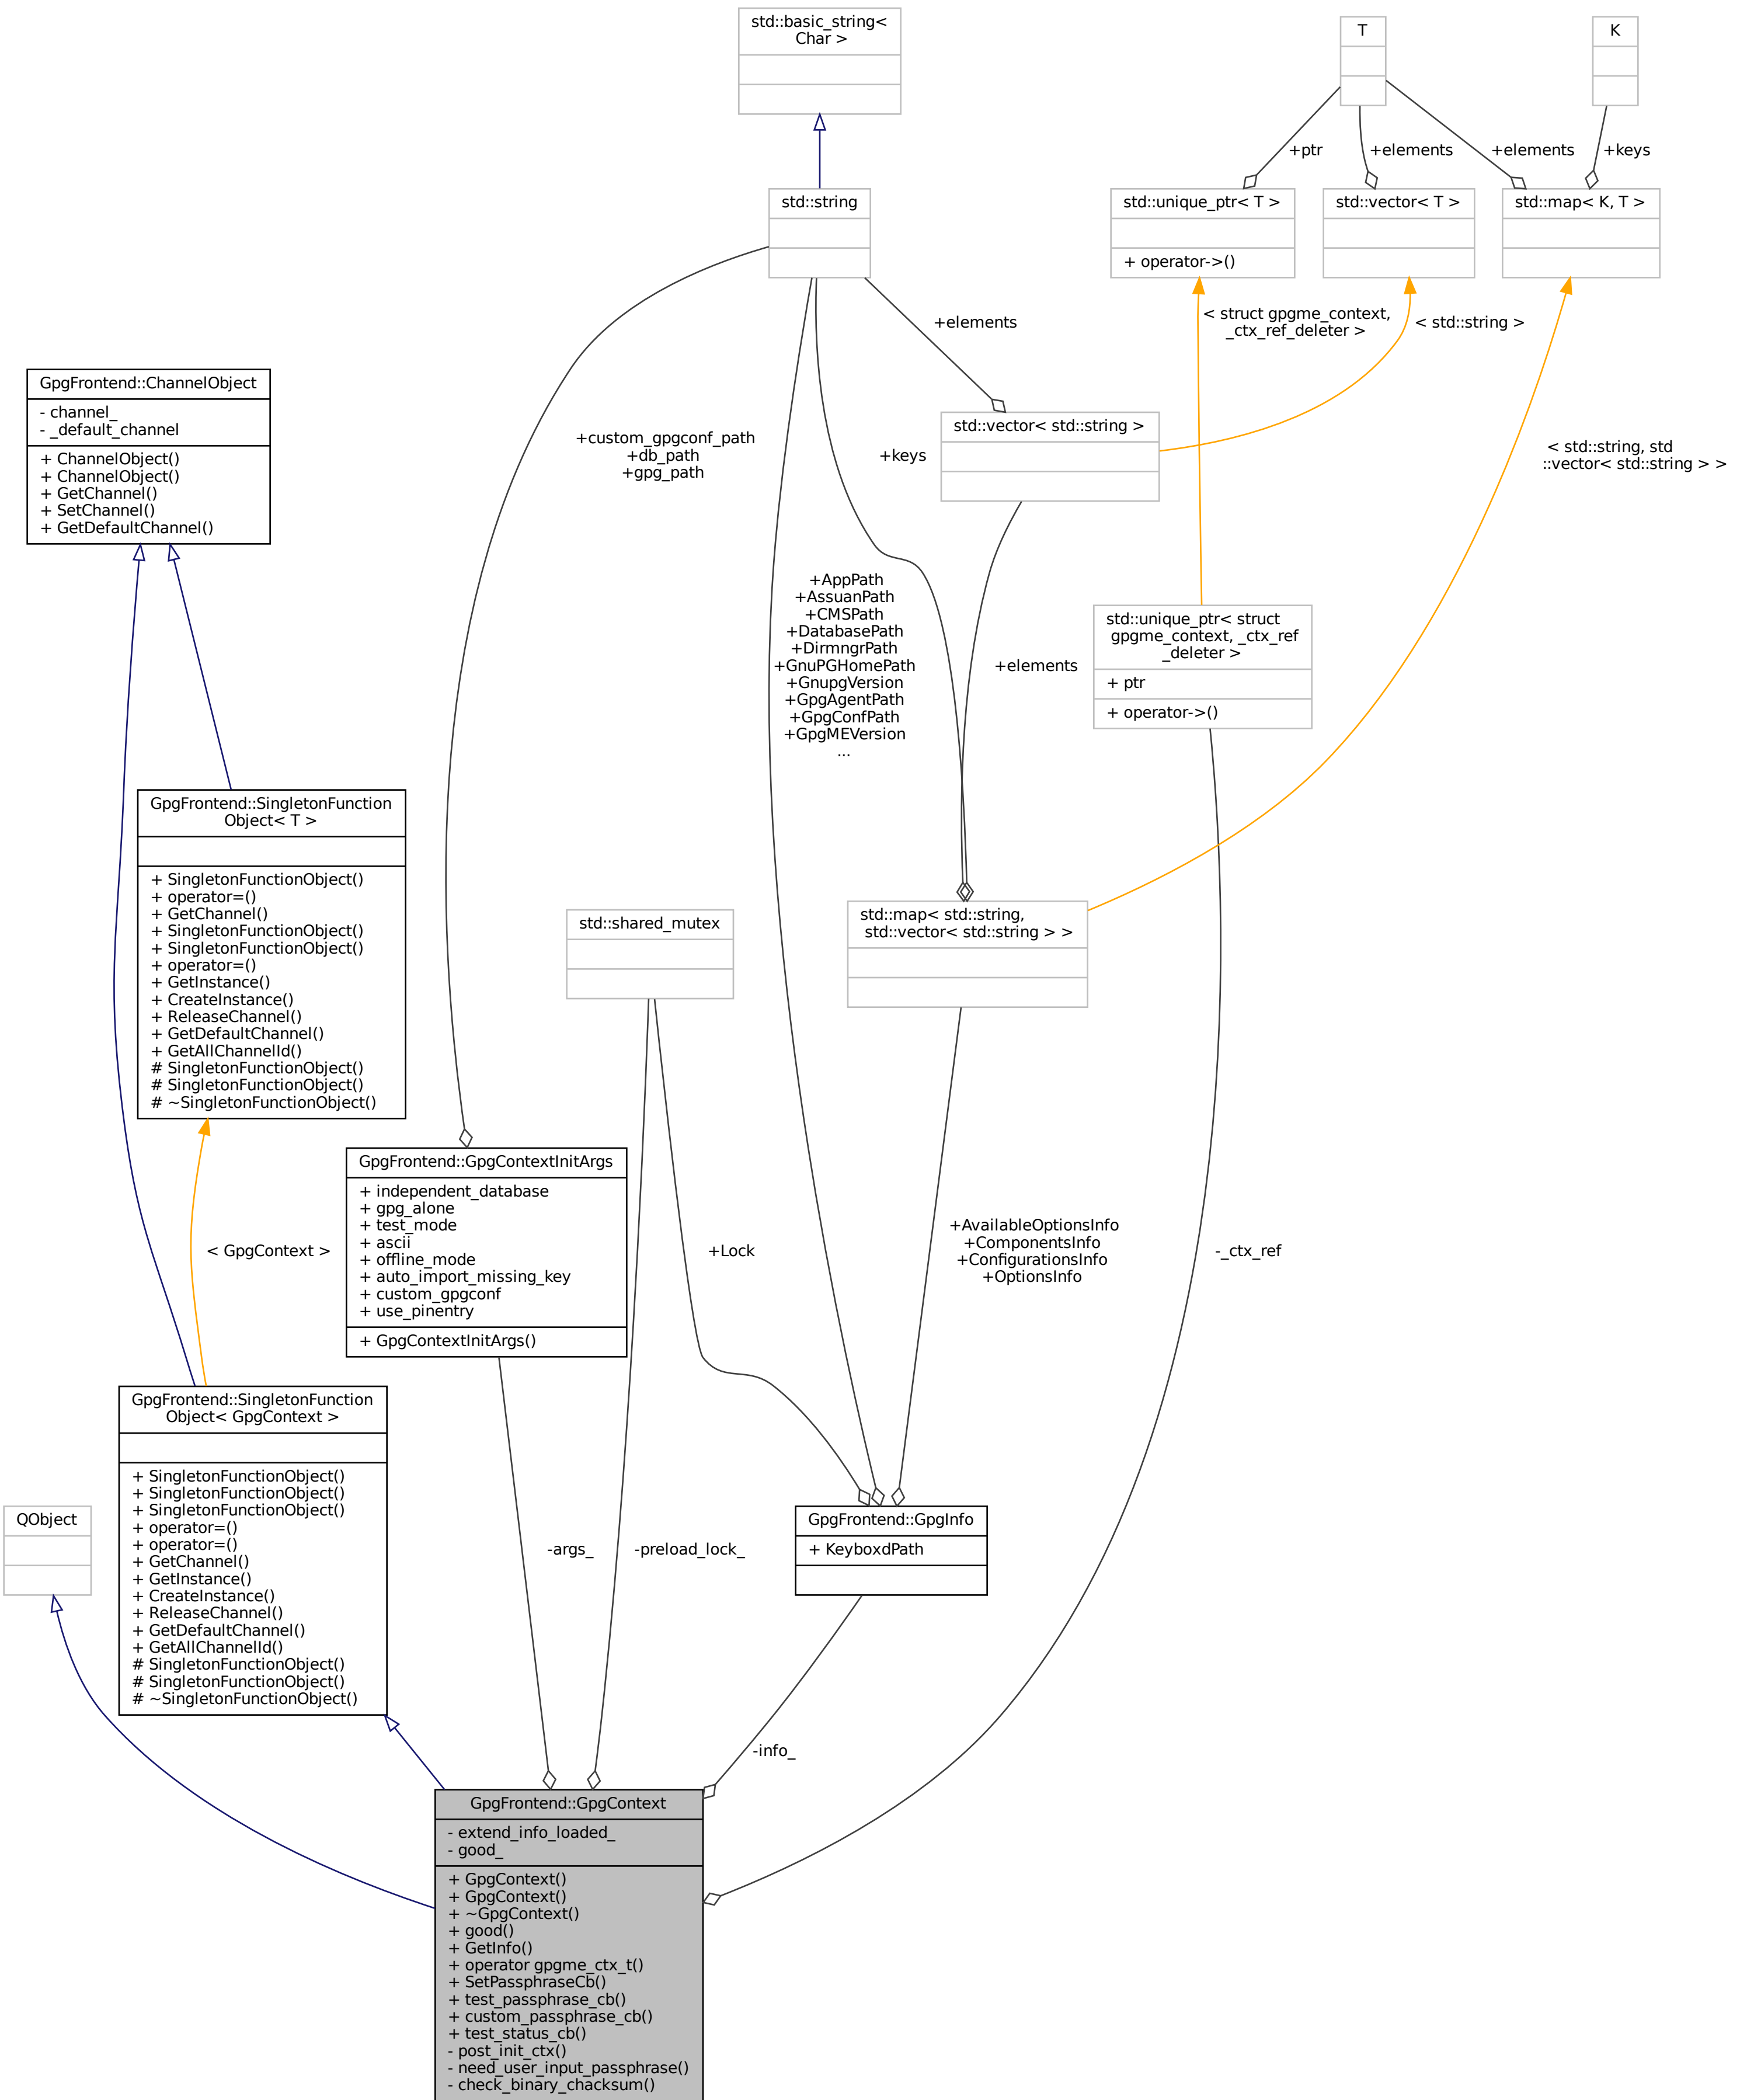 std::basic_string<
Char >
T
K
+ptr
+elements
+elements
+keys
std::string
std::unique_ptr< T >
+ operator->()
std::vector< T >
std::map< K, T >
+elements
< struct gpgme_context,
_ctx_ref_deleter >
< std::string >
GpgFrontend::ChannelObject
- channel_
- _default_channel
+ ChannelObject()
+ ChannelObject()
+ GetChannel()
+ SetChannel()
+ GetDefaultChannel()
+custom_gpgconf_path
+db_path
+gpg_path
+keys
std::vector< std::string >
< std::string, std
::vector< std::string > >
+AppPath
+AssuanPath
+CMSPath
+DatabasePath
+DirmngrPath
+GnuPGHomePath
+GnupgVersion
+GpgAgentPath
+GpgConfPath
+GpgMEVersion
...
+elements
std::unique_ptr< struct
gpgme_context, _ctx_ref
_deleter >
+ ptr
+ operator->()
GpgFrontend::SingletonFunction
Object< T >
+ SingletonFunctionObject()
+ operator=()
+ GetChannel()
+ SingletonFunctionObject()
+ SingletonFunctionObject()
+ operator=()
+ GetInstance()
+ CreateInstance()
+ ReleaseChannel()
+ GetDefaultChannel()
+ GetAllChannelId()
# SingletonFunctionObject()
# SingletonFunctionObject()
# ~SingletonFunctionObject()
std::shared_mutex
std::map< std::string,
std::vector< std::string > >
< GpgContext >
GpgFrontend::GpgContextInitArgs
+ independent_database
+ gpg_alone
+ test_mode
+ ascii
+ offline_mode
+ auto_import_missing_key
+ custom_gpgconf
+ use_pinentry
+ GpgContextInitArgs()
+Lock
+AvailableOptionsInfo
+ComponentsInfo
+ConfigurationsInfo
+OptionsInfo
-_ctx_ref
QObject
GpgFrontend::SingletonFunction
Object< GpgContext >
+ SingletonFunctionObject()
+ SingletonFunctionObject()
+ SingletonFunctionObject()
+ operator=()
+ operator=()
+ GetChannel()
+ GetInstance()
+ CreateInstance()
+ ReleaseChannel()
+ GetDefaultChannel()
+ GetAllChannelId()
# SingletonFunctionObject()
# SingletonFunctionObject()
# ~SingletonFunctionObject()
-args_
-preload_lock_
GpgFrontend::GpgInfo
+ KeyboxdPath
-info_
GpgFrontend::GpgContext
- extend_info_loaded_
- good_
+ GpgContext()
+ GpgContext()
+ ~GpgContext()
+ good()
+ GetInfo()
+ operator gpgme_ctx_t()
+ SetPassphraseCb()
+ test_passphrase_cb()
+ custom_passphrase_cb()
+ test_status_cb()
- post_init_ctx()
- need_user_input_passphrase()
- check_binary_chacksum()